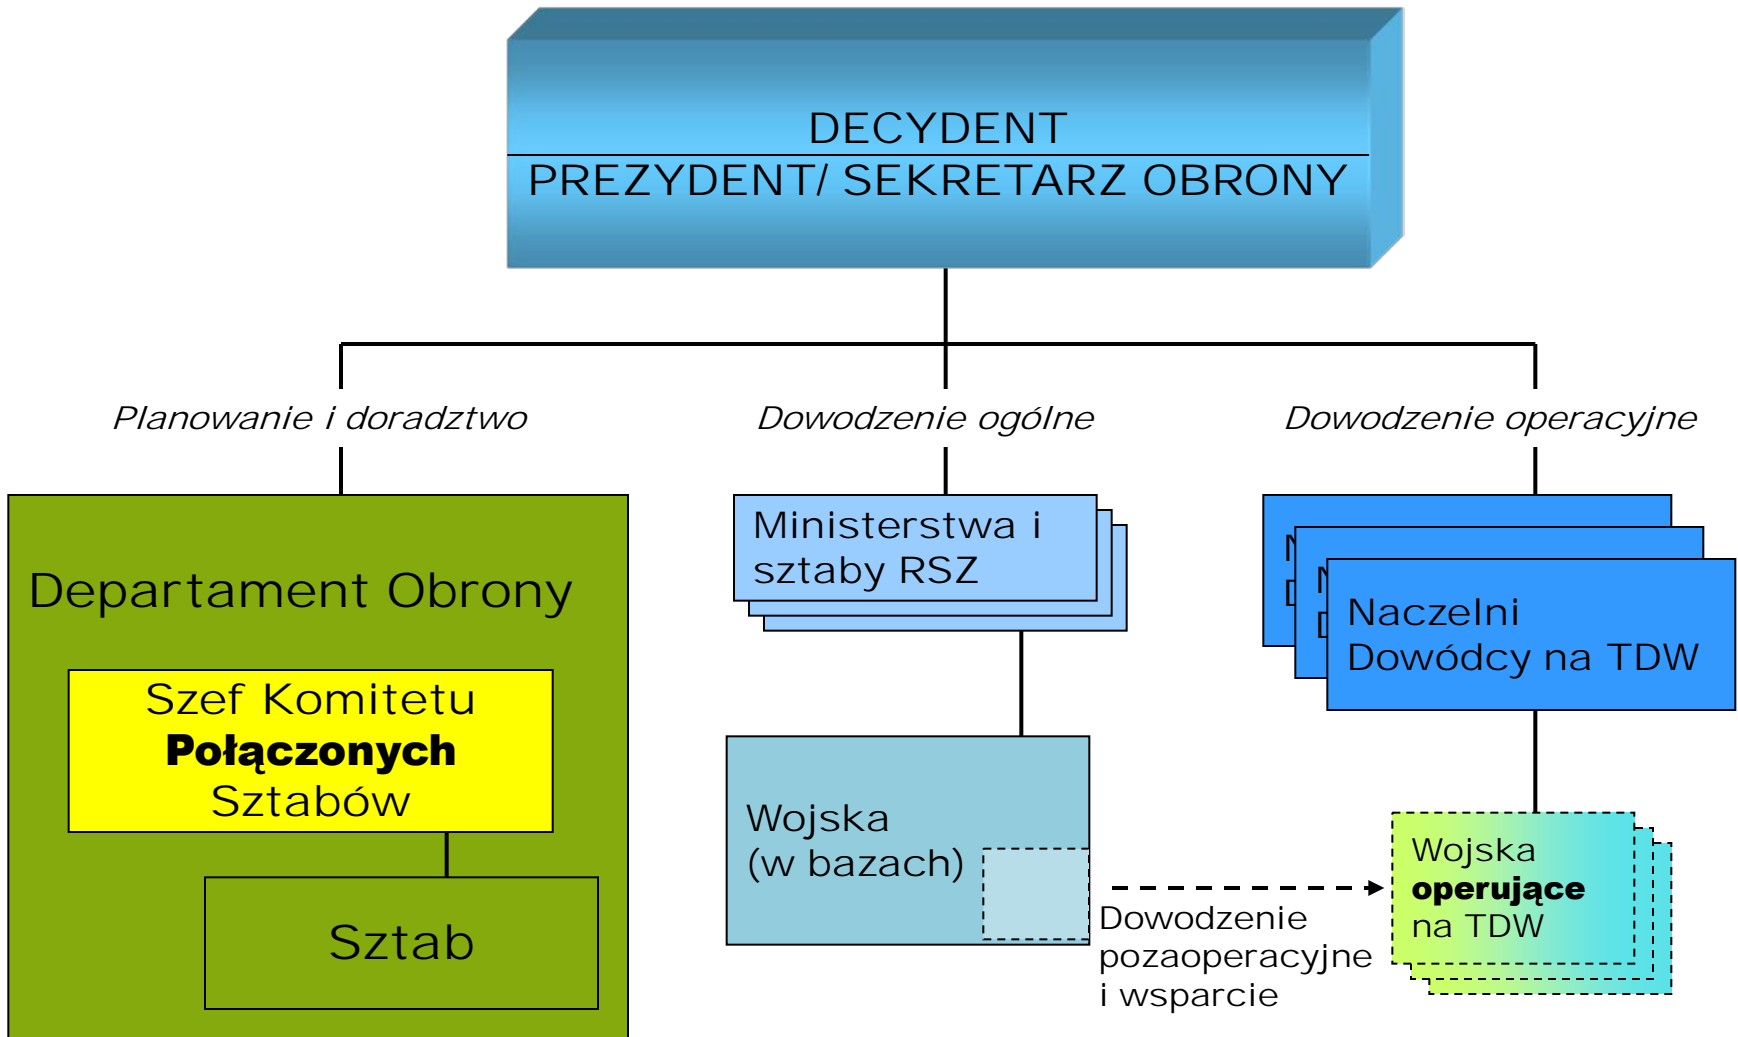 DECYDENT
PREZYDENT/ SEKRETARZ OBRONY
Planowanie i doradztwo
Dowodzenie ogólne
Dowodzenie operacyjne
Departament Obrony
Szef Komitetu
Połączonych
Sztabów
Sztab
Ministerstwa i
sztaby RSZ
Wojska
(w bazach)
Dowodzenie
pozaoperacyjne
i wsparcie
Naczelni
Dowódcy na TDW
Wojska
operujące
na TDW